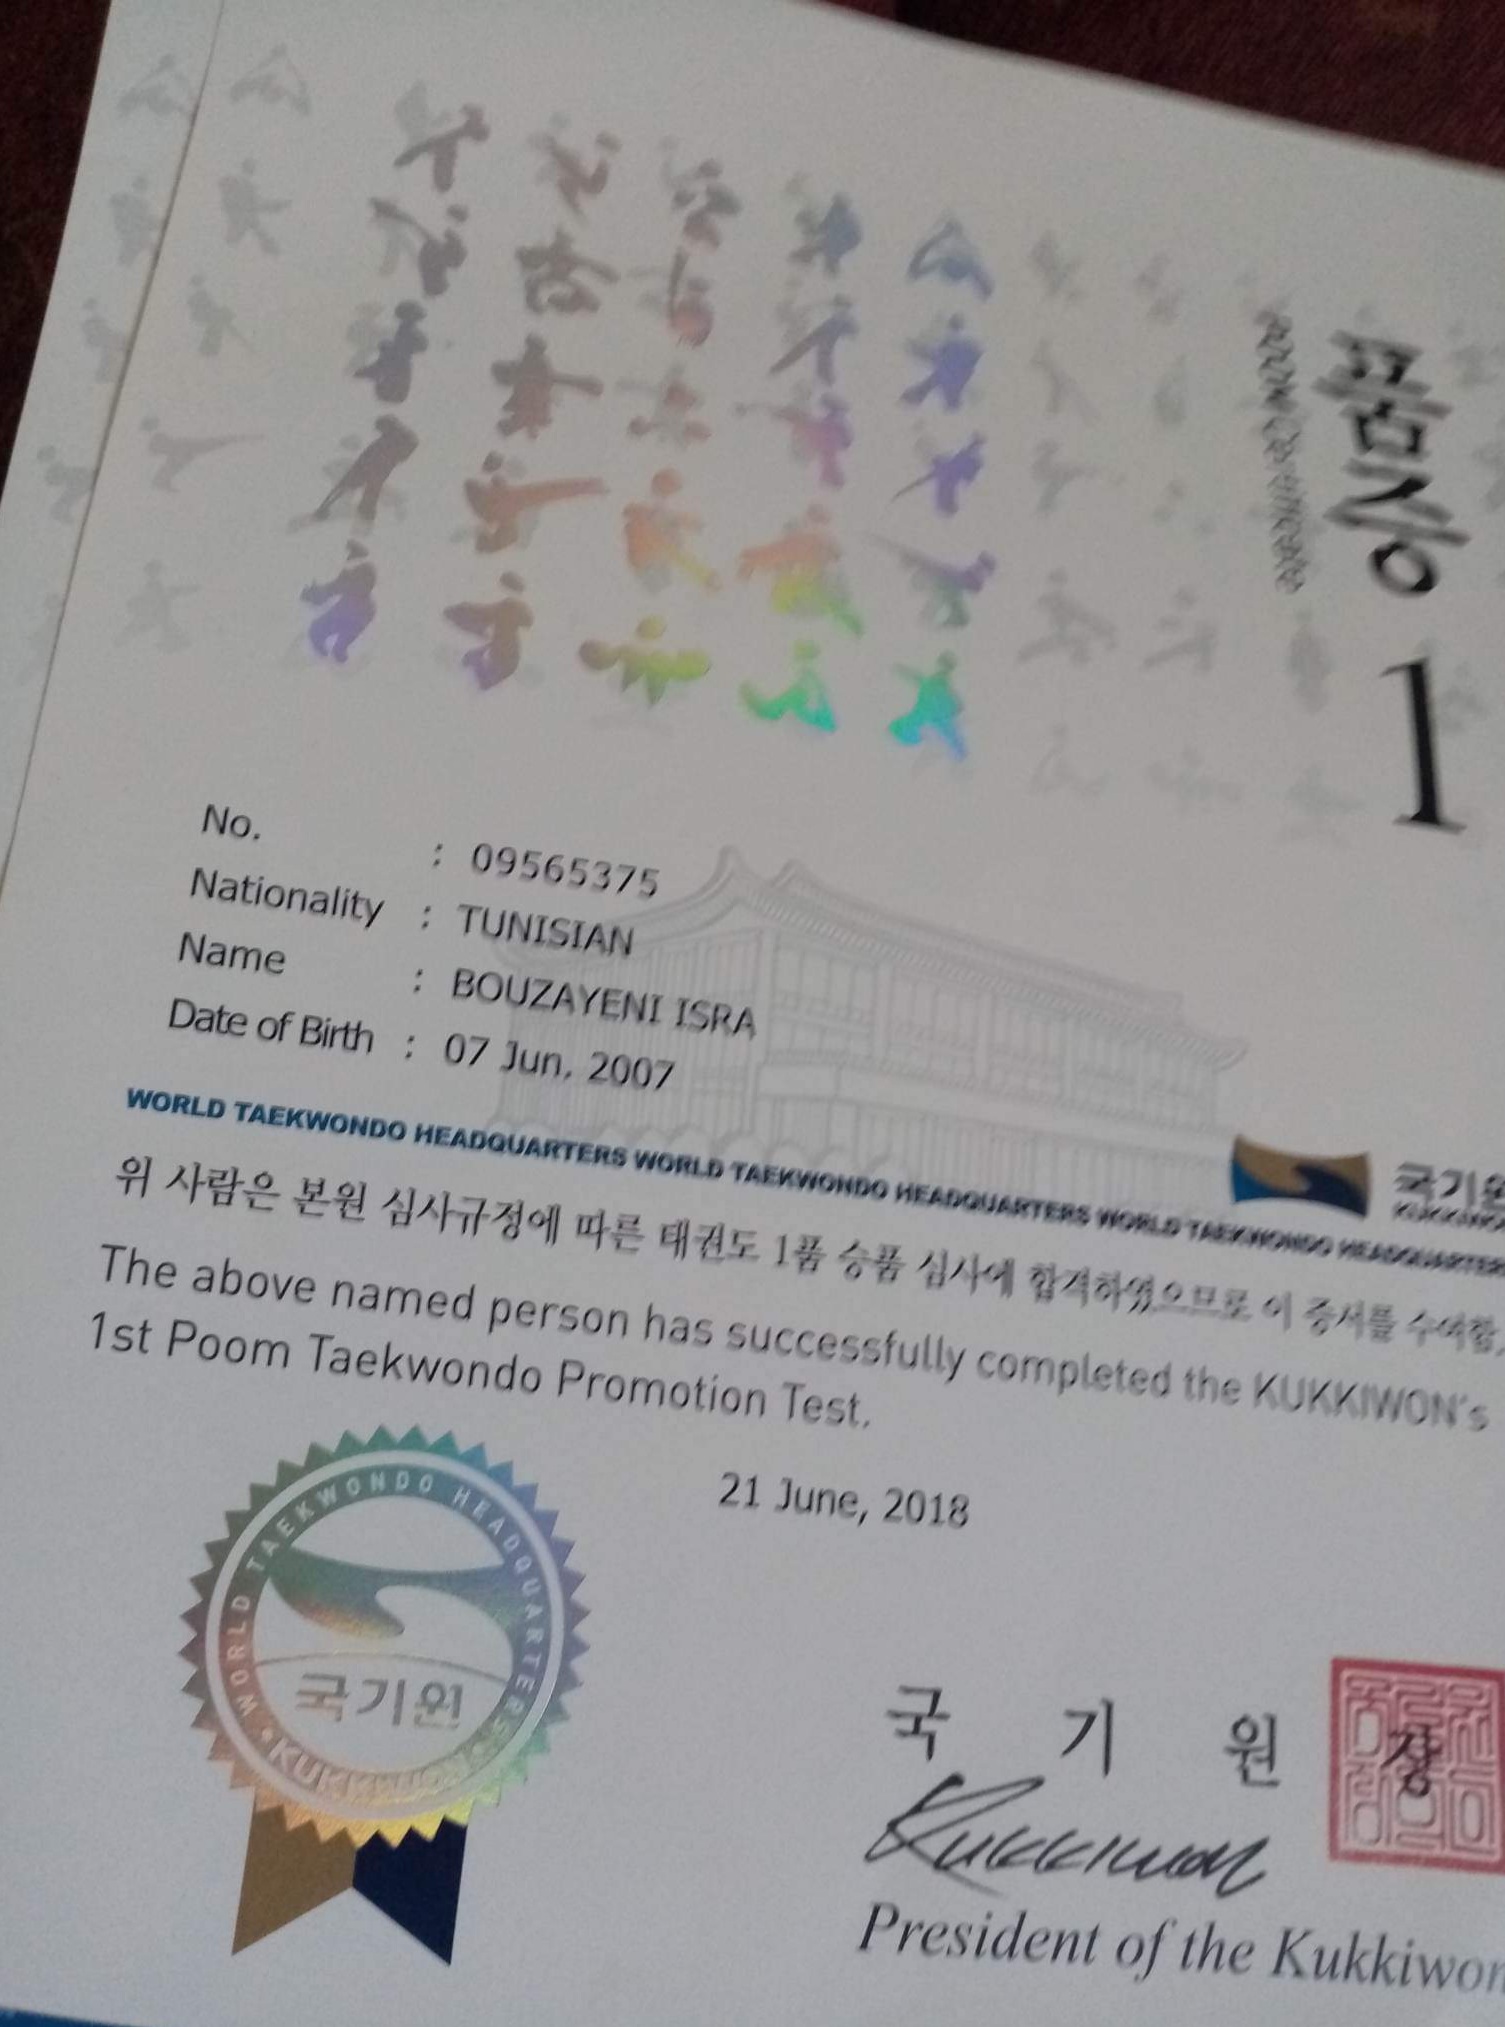 품증 1
POOM Certificate
No. : 09565375
Nationality : TUNISIAN
Name : BOUZAYENI ISRA
Date of Birth : 07 Jun, 2007
WORLD TAEKWONDO HEADQUARTERS WORLD TAEKWONDO HEADQUARTERS WORLD TAEKWONDO HEADQUARTERS
국기원
KUKKIWON
위 사람은 본원 심사규정에 따른 태권도 1품 승품 심사에 합격하였으므로 이 증서를 수여함.
The above named person has successfully completed the KUKKIWON's
1st Poom Taekwondo Promotion Test.
21 June, 2018
WORLD TAEKWONDO HEADQUARTERS
국기원
KUKKIWON
국 기 원 장
Kukkiwon
President of the Kukkiwon